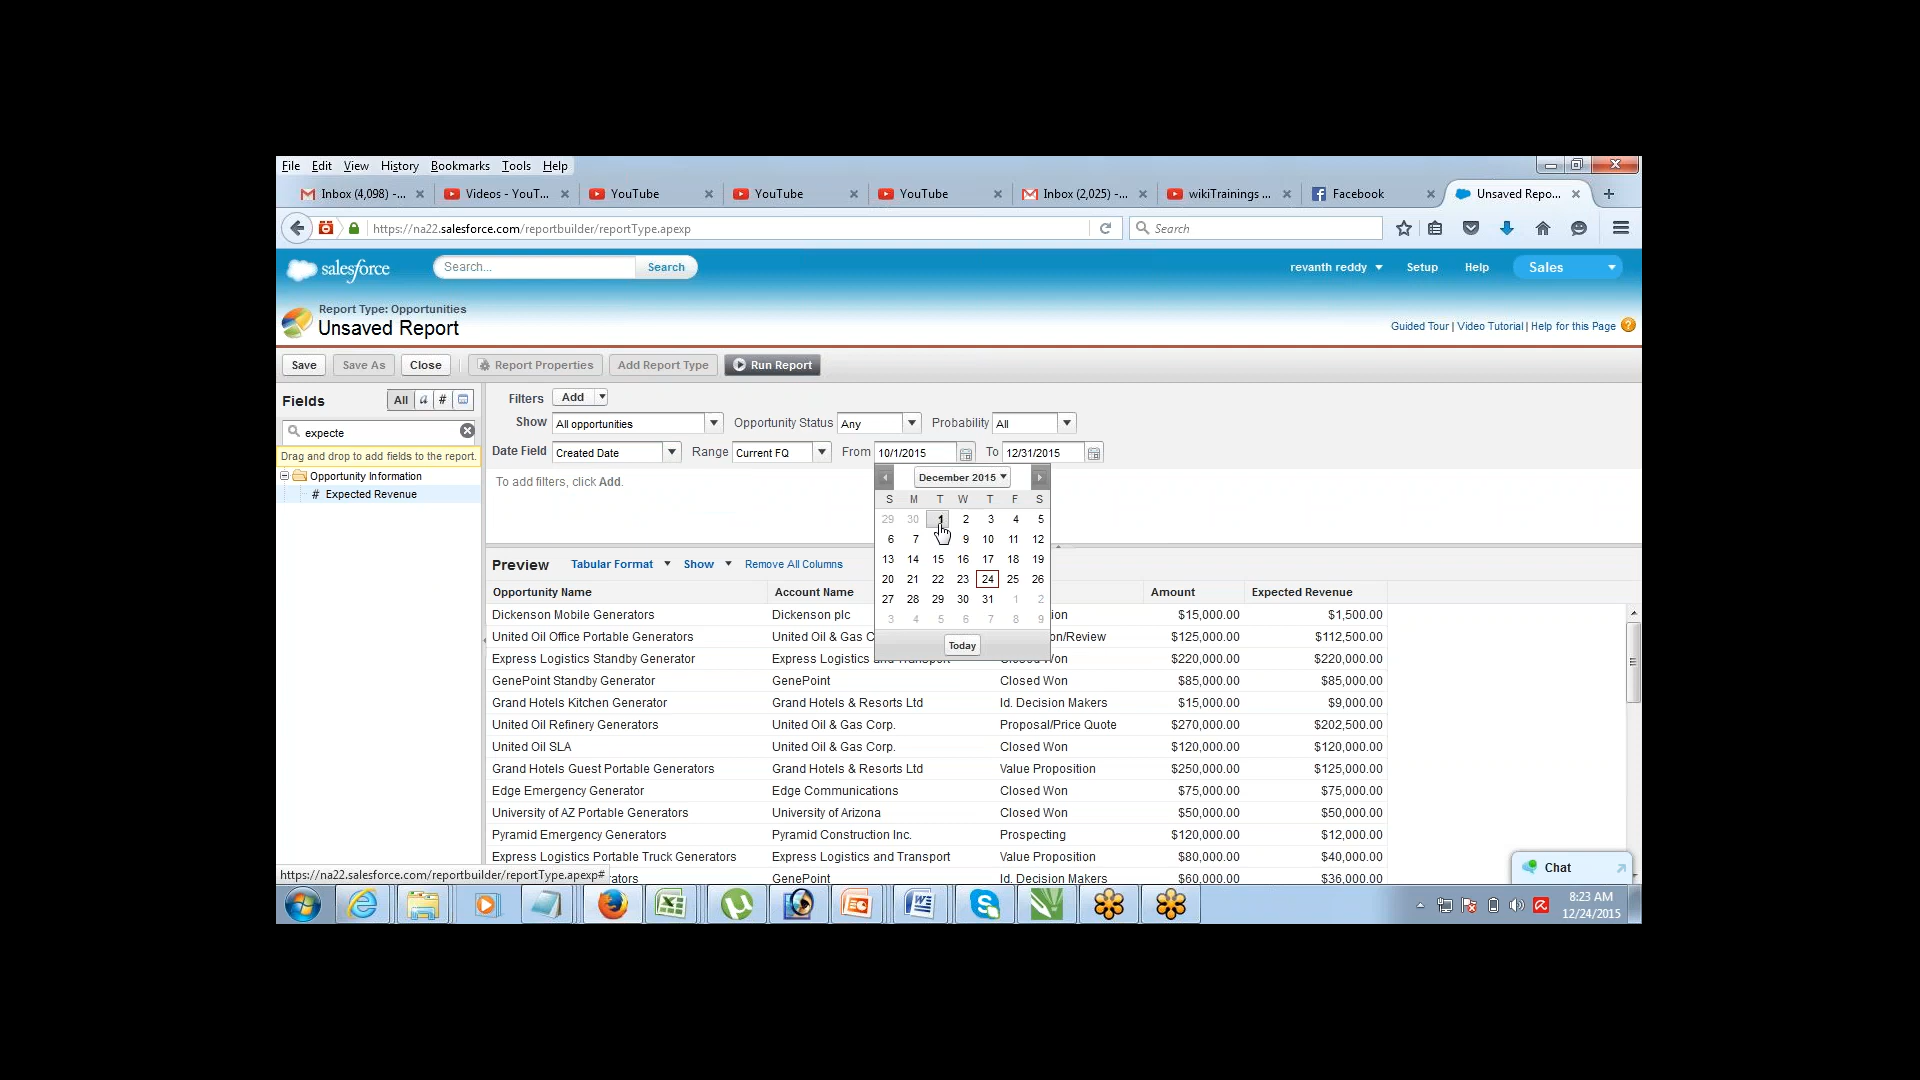 File Edit View History Bookmarks Tools Help
Inbox (4,098) -... Videos - YouT... YouTube YouTube YouTube Inbox (2,025) -... wikiTrainings ... Facebook Unsaved Repo...
https://na22.salesforce.com/reportbuilder/reportType.apexp Search
salesforce Search... Search revanth reddy Setup Help Sales
Report Type: Opportunities
Unsaved Report
Guided Tour | Video Tutorial | Help for this Page ?
Save Save As Close Report Properties Add Report Type Run Report
Fields All a #
Filters Add
expecte
Show All opportunities Opportunity Status Any Probability All
Drag and drop to add fields to the report.
Date Field Created Date Range Current FQ From 10/1/2015 To 12/31/2015
Opportunity Information
# Expected Revenue
To add filters, click Add.
December 2015
S M T W T F S
29 30 1 2 3 4 5
6 7 9 10 11 12
13 14 15 16 17 18 19
20 21 22 23 24 25 26
27 28 29 30 31 1 2
3 4 5 6 7 8 9
Today
Preview Tabular Format Show Remove All Columns
Opportunity Name Account Name Amount Expected Revenue
Dickenson Mobile Generators Dickenson plc ion $15,000.00 $1,500.00
United Oil Office Portable Generators United Oil & Gas C on/Review $125,000.00 $112,500.00
Express Logistics Standby Generator Express Logistics and Transport Closed Won $220,000.00 $220,000.00
GenePoint Standby Generator GenePoint Closed Won $85,000.00 $85,000.00
Grand Hotels Kitchen Generator Grand Hotels & Resorts Ltd Id. Decision Makers $15,000.00 $9,000.00
United Oil Refinery Generators United Oil & Gas Corp. Proposal/Price Quote $270,000.00 $202,500.00
United Oil SLA United Oil & Gas Corp. Closed Won $120,000.00 $120,000.00
Grand Hotels Guest Portable Generators Grand Hotels & Resorts Ltd Value Proposition $250,000.00 $125,000.00
Edge Emergency Generator Edge Communications Closed Won $75,000.00 $75,000.00
University of AZ Portable Generators University of Arizona Closed Won $50,000.00 $50,000.00
Pyramid Emergency Generators Pyramid Construction Inc. Prospecting $120,000.00 $12,000.00
Express Logistics Portable Truck Generators Express Logistics and Transport Value Proposition $80,000.00 $40,000.00
ators GenePoint Id. Decision Makers $60,000.00 $36,000.00
https://na22.salesforce.com/reportbuilder/reportType.apexp#
Chat
8:23 AM
12/24/2015